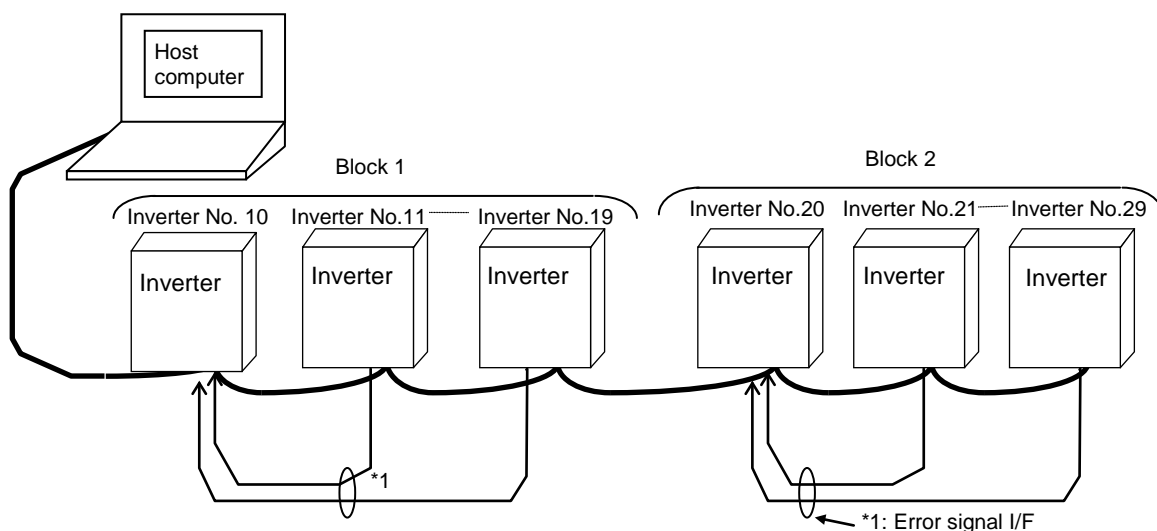 Host
computer
Block 1
Block 2
Inverter No. 10
Inverter No.11
Inverter No.19
Inverter No.20
Inverter No.21
Inverter No.29
Inverter
Inverter
Inverter
Inverter
Inverter
Inverter
*1
*1: Error signal I/F